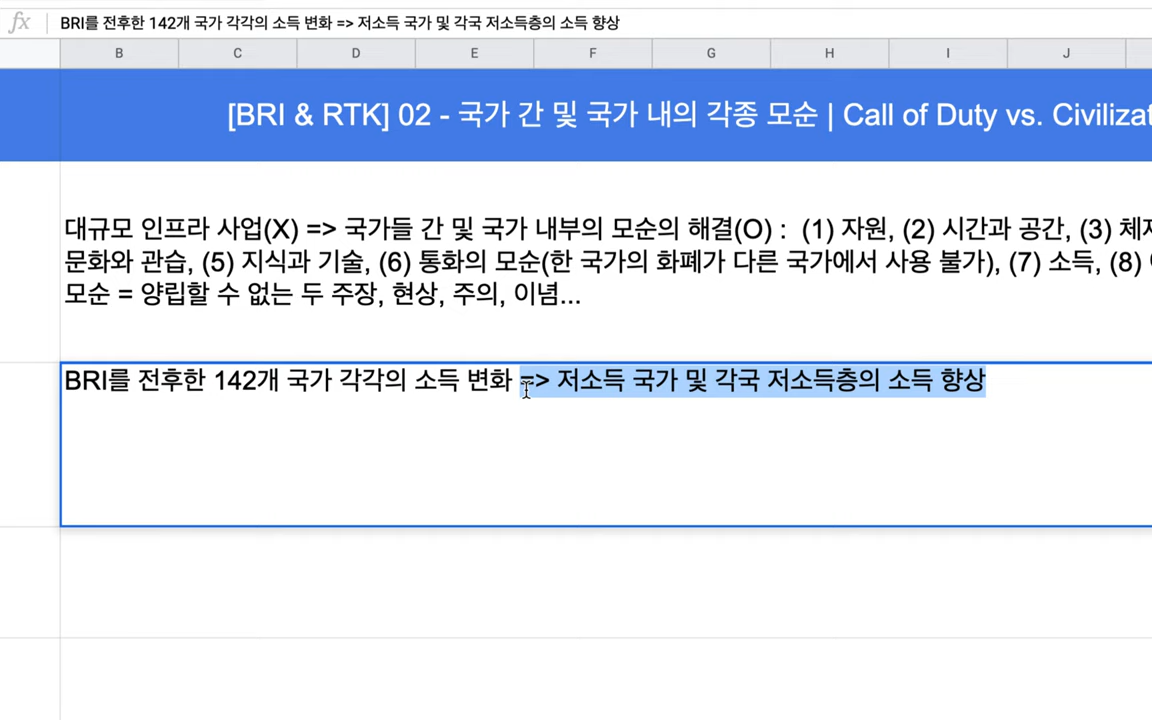 fx BRI를 전후한 142개 국가 각각의 소득 변화 => 저소득 국가 및 각국 저소득층의 소득 향상
B C D E F G H I J
[BRI & RTK] 02 - 국가 간 및 국가 내의 각종 모순 | Call of Duty vs. Civilizat
대규모 인프라 사업(X) => 국가들 간 및 국가 내부의 모순의 해결(O) : (1) 자원, (2) 시간과 공간, (3) 체제
문화와 관습, (5) 지식과 기술, (6) 통화의 모순(한 국가의 화폐가 다른 국가에서 사용 불가), (7) 소득, (8)
모순 = 양립할 수 없는 두 주장, 현상, 주의, 이념...
BRI를 전후한 142개 국가 각각의 소득 변화 => 저소득 국가 및 각국 저소득층의 소득 향상